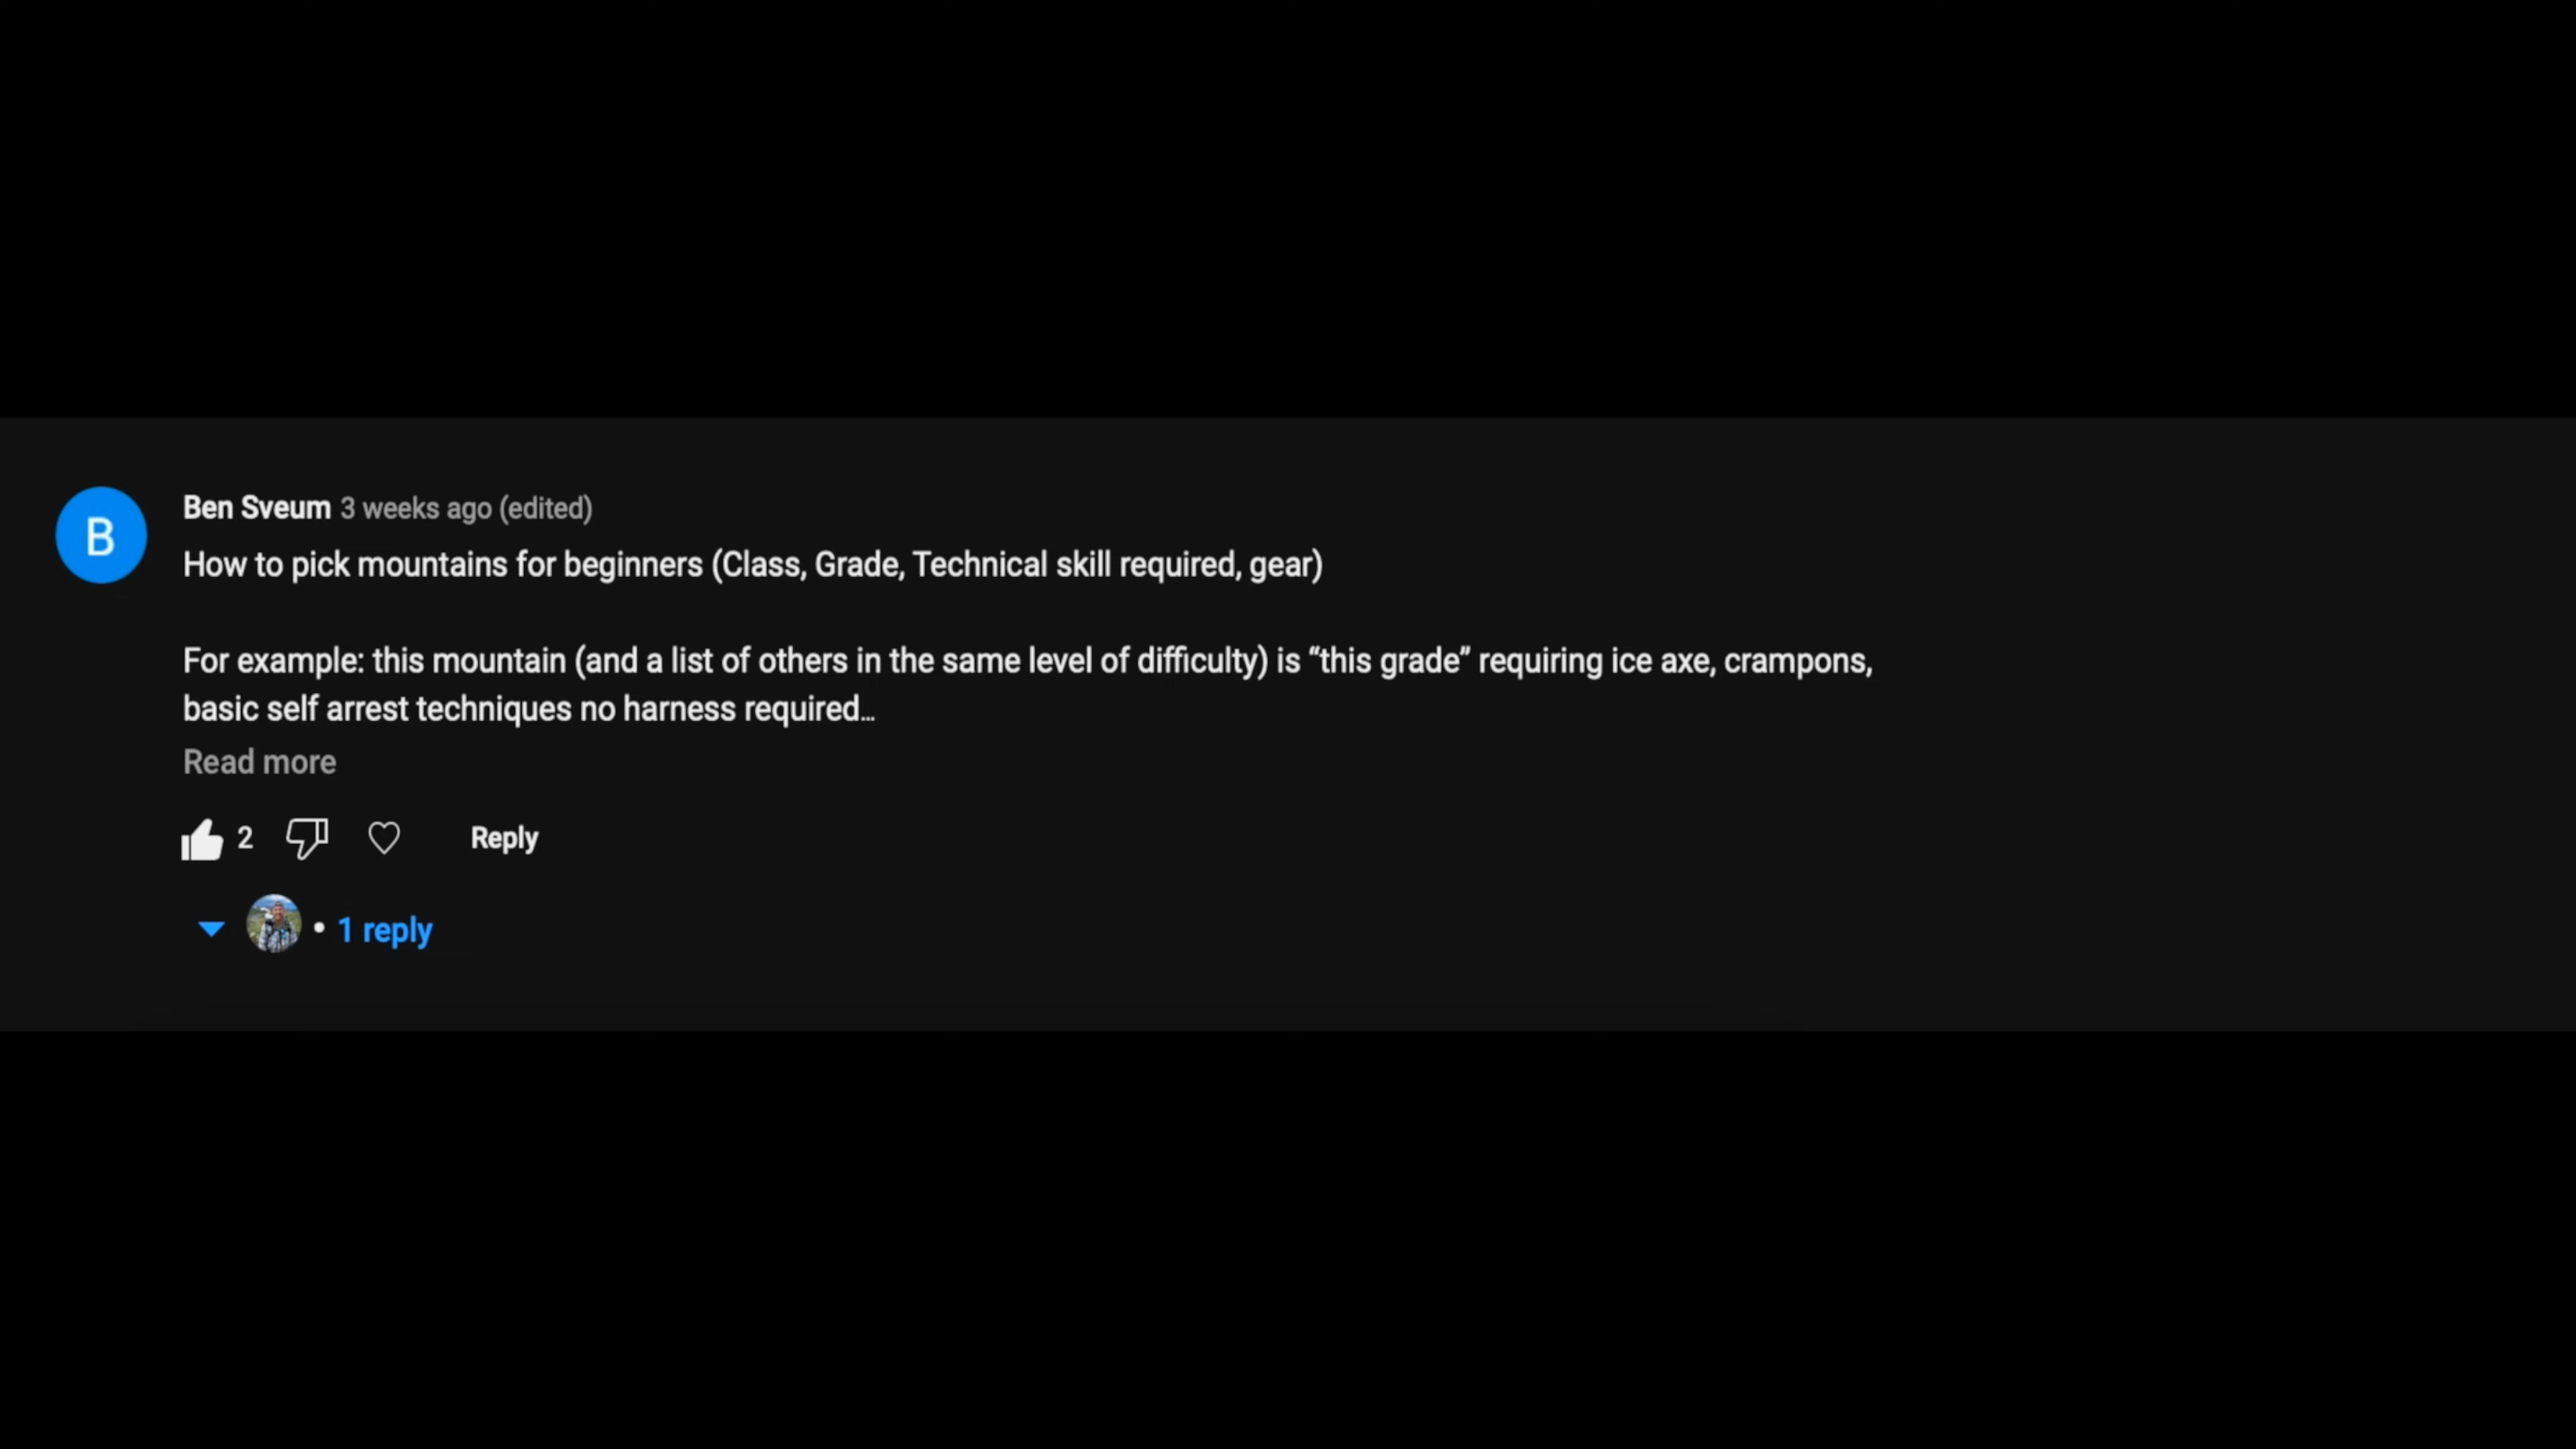 B
Ben Sveum 3 weeks ago (edited)
How to pick mountains for beginners (Class, Grade, Technical skill required, gear)
For example: this mountain (and a list of others in the same level of difficulty) is “this grade” requiring ice axe, crampons,
basic self arrest techniques no harness required...
Read more
2 Reply
• 1 reply